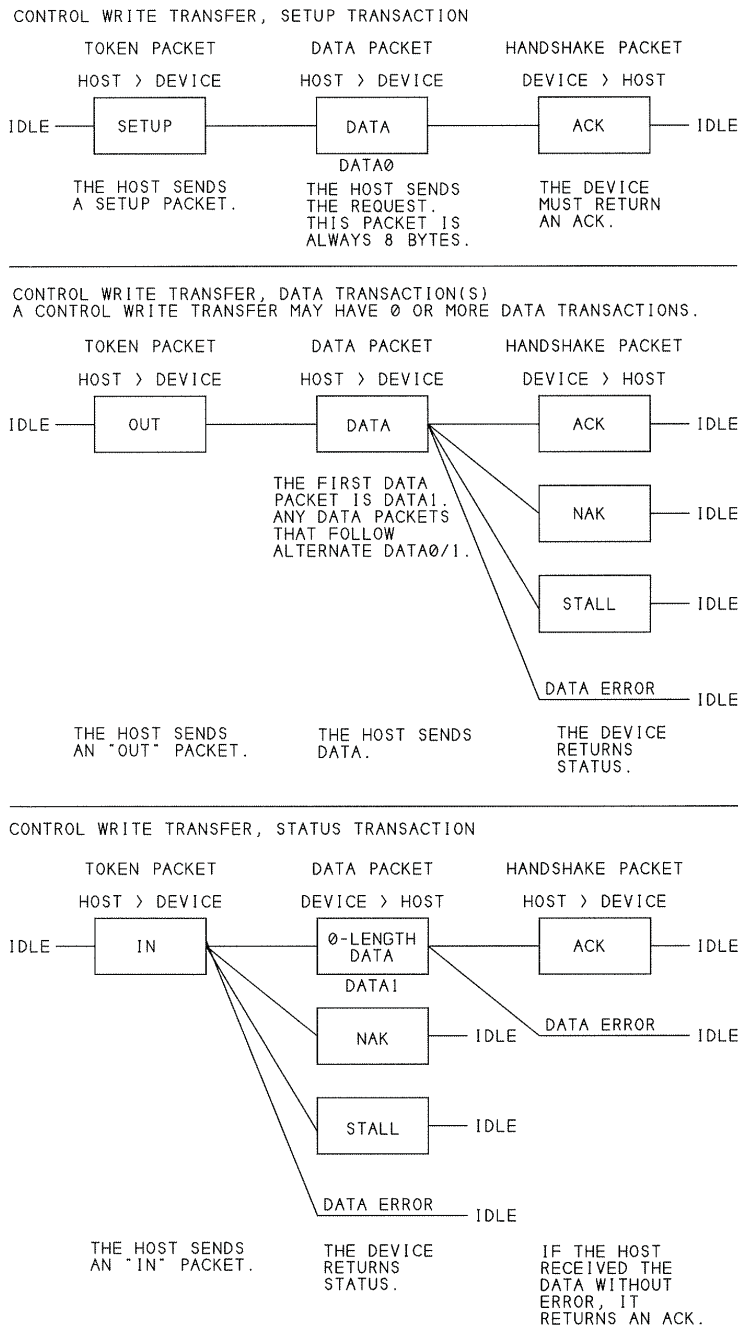 CONTROL WRITE TRANSFER, SETUP TRANSACTION
TOKEN PACKET
DATA PACKET
HANDSHAKE PACKET
HOST > DEVICE
HOST > DEVICE
DEVICE > HOST
IDLE
SETUP
DATA
ACK
IDLE
DATA0
THE HOST SENDS
A SETUP PACKET.
THE HOST SENDS
THE REQUEST.
THIS PACKET IS
ALWAYS 8 BYTES.
THE DEVICE
MUST RETURN
AN ACK.
CONTROL WRITE TRANSFER, DATA TRANSACTION(S)
A CONTROL WRITE TRANSFER MAY HAVE 0 OR MORE DATA TRANSACTIONS.
TOKEN PACKET
DATA PACKET
HANDSHAKE PACKET
HOST > DEVICE
HOST > DEVICE
DEVICE > HOST
IDLE
OUT
DATA
ACK
IDLE
THE FIRST DATA
PACKET IS DATA1.
ANY DATA PACKETS
THAT FOLLOW
ALTERNATE DATA0/1.
NAK
IDLE
STALL
IDLE
DATA ERROR
IDLE
THE HOST SENDS
AN "OUT" PACKET.
THE HOST SENDS
DATA.
THE DEVICE
RETURNS
STATUS.
CONTROL WRITE TRANSFER, STATUS TRANSACTION
TOKEN PACKET
DATA PACKET
HANDSHAKE PACKET
HOST > DEVICE
DEVICE > HOST
HOST > DEVICE
IDLE
IN
0-LENGTH
DATA
ACK
IDLE
DATA1
NAK
IDLE
DATA ERROR
IDLE
STALL
IDLE
DATA ERROR
IDLE
THE HOST SENDS
AN "IN" PACKET.
THE DEVICE
RETURNS
STATUS.
IF THE HOST
RECEIVED THE
DATA WITHOUT
ERROR, IT
RETURNS AN ACK.